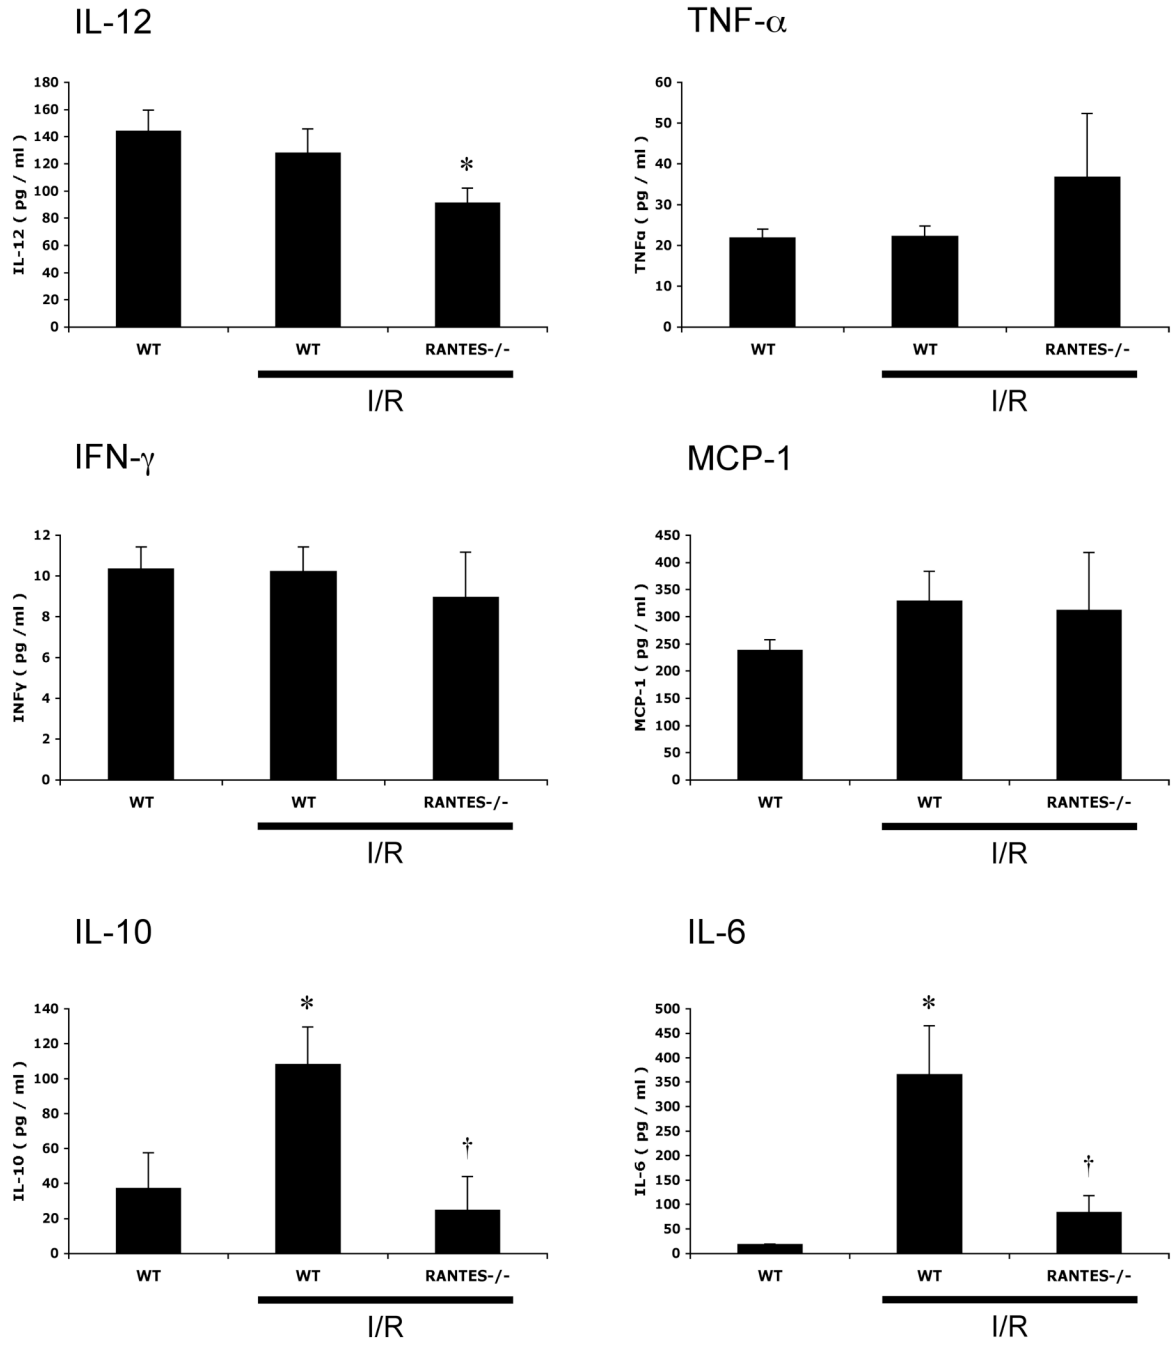 IL-12
180
160
140
120
100
80
60
40
20
0
IL-12 ( pg / ml )
*
WT WT RANTES-/-
I/R
TNF-α
60
50
40
30
20
10
0
TNFα ( pg / ml )
WT WT RANTES-/-
I/R
IFN-γ
12
10
8
6
4
2
0
INFγ ( pg /ml )
WT WT RANTES-/-
I/R
MCP-1
450
400
350
300
250
200
150
100
50
0
MCP-1 ( pg / ml )
WT WT RANTES-/-
I/R
IL-10
140
120
100
80
60
40
20
0
IL-10 ( pg / ml )
*
†
WT WT RANTES-/-
I/R
IL-6
500
450
400
350
300
250
200
150
100
50
0
IL-6 ( pg / ml )
*
†
WT WT RANTES-/-
I/R